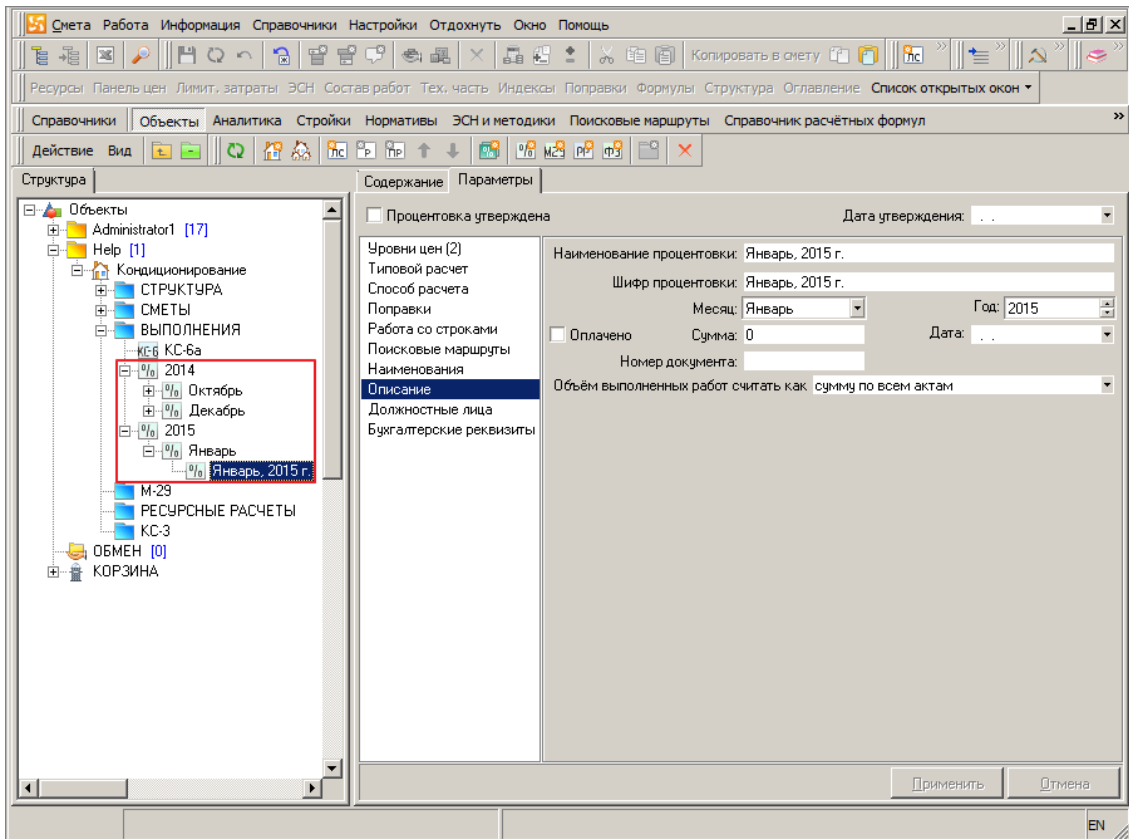 Смета Работа Информация Справочники Настройки Отдохнуть Окно Помощь
Копировать в смету
Ресурсы Панель цен Лимит. затраты ЭСН Состав работ Тех. часть Индексы Поправки Формулы Структура Оглавление Список открытых окон
Справочники Объекты Аналитика Стройки Нормативы ЭСН и методики Поисковые маршруты Справочник расчётных формул
Действие Вид
Структура
Содержание Параметры
Объекты
Administrator1 [17]
Help [1]
Кондиционирование
СТРУКТУРА
СМЕТЫ
ВЫПОЛНЕНИЯ
КС-6 КС-6а
% 2014
% Октябрь
% Декабрь
% 2015
% Январь
% Январь, 2015 г.
М-29
РЕСУРСНЫЕ РАСЧЕТЫ
КС-3
ОБМЕН [0]
КОРЗИНА
Процентовка утверждена
Дата утверждения: . .
Уровни цен (2)
Типовой расчет
Способ расчета
Поправки
Работа со строками
Поисковые маршруты
Наименования
Описание
Должностные лица
Бухгалтерские реквизиты
Наименование процентовки: Январь, 2015 г.
Шифр процентовки: Январь, 2015 г.
Месяц: Январь Год: 2015
Оплачено Сумма: 0 Дата: . .
Номер документа:
Объём выполненных работ считать как сумму по всем актам
Применить Отмена
EN